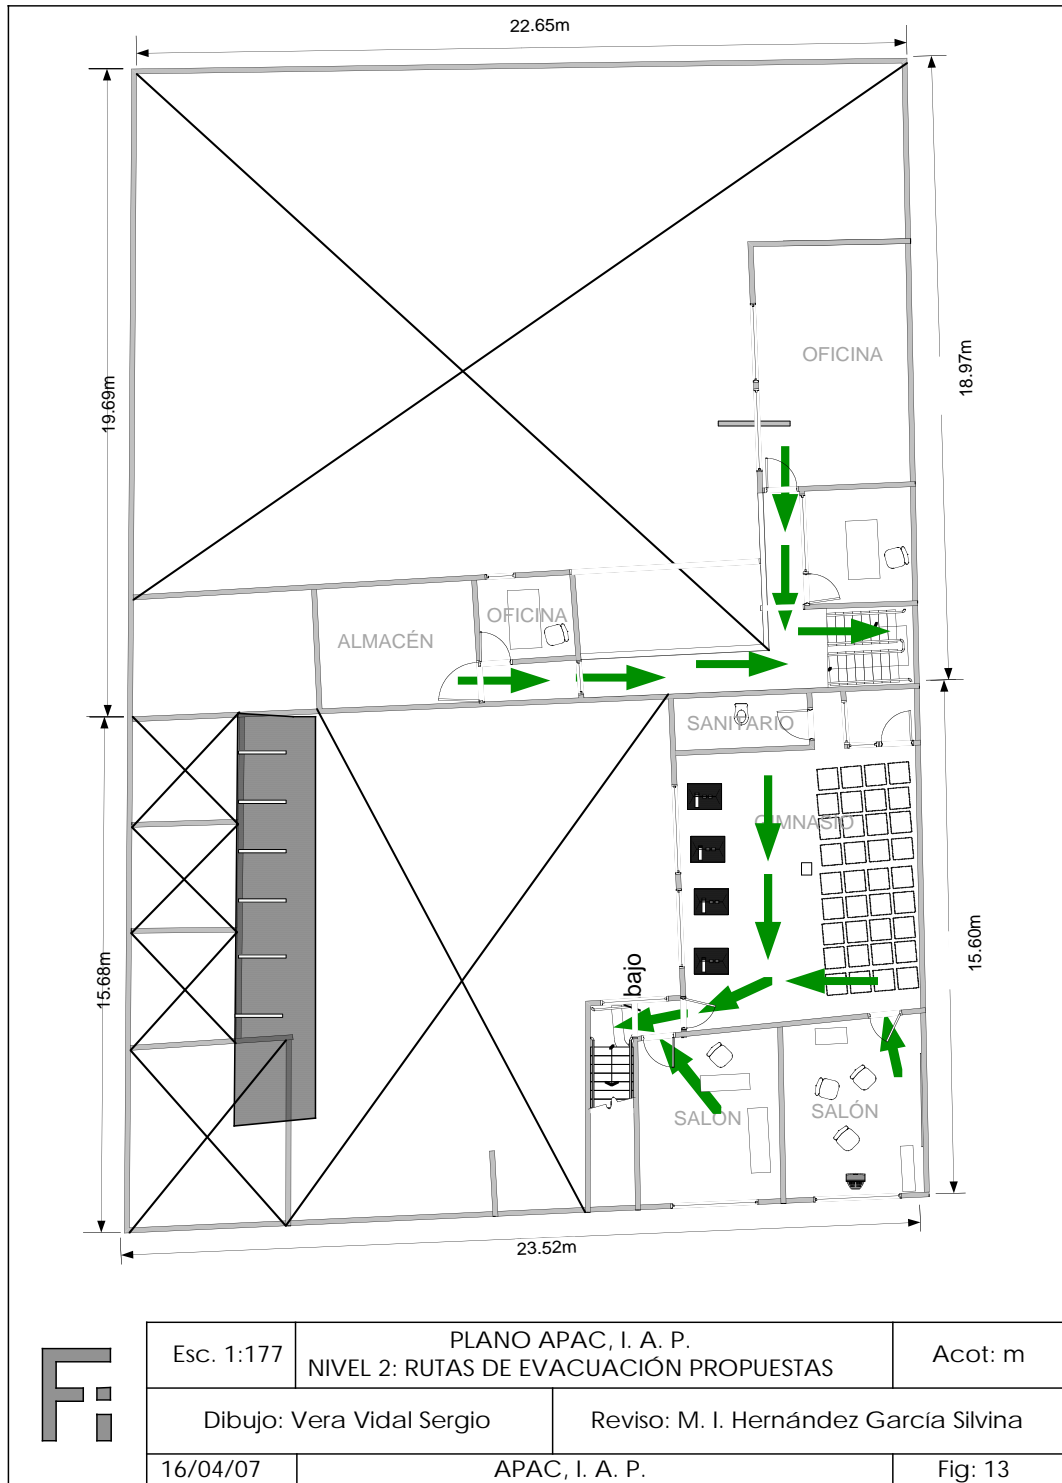 22.65m
OFICINA
18.97m
19.69m
OFICINA
ALMACÉN
SANITARIO
GIMNASIO
bajo
15.68m
15.60m
SALÓN
SALÓN
23.52m
Fi
Esc. 1:177
PLANO APAC, I. A. P.
NIVEL 2: RUTAS DE EVACUACIÓN PROPUESTAS
Acot: m
Dibujo: Vera Vidal Sergio
Reviso: M. I. Hernández García Silvina
16/04/07
APAC, I. A. P.
Fig: 13